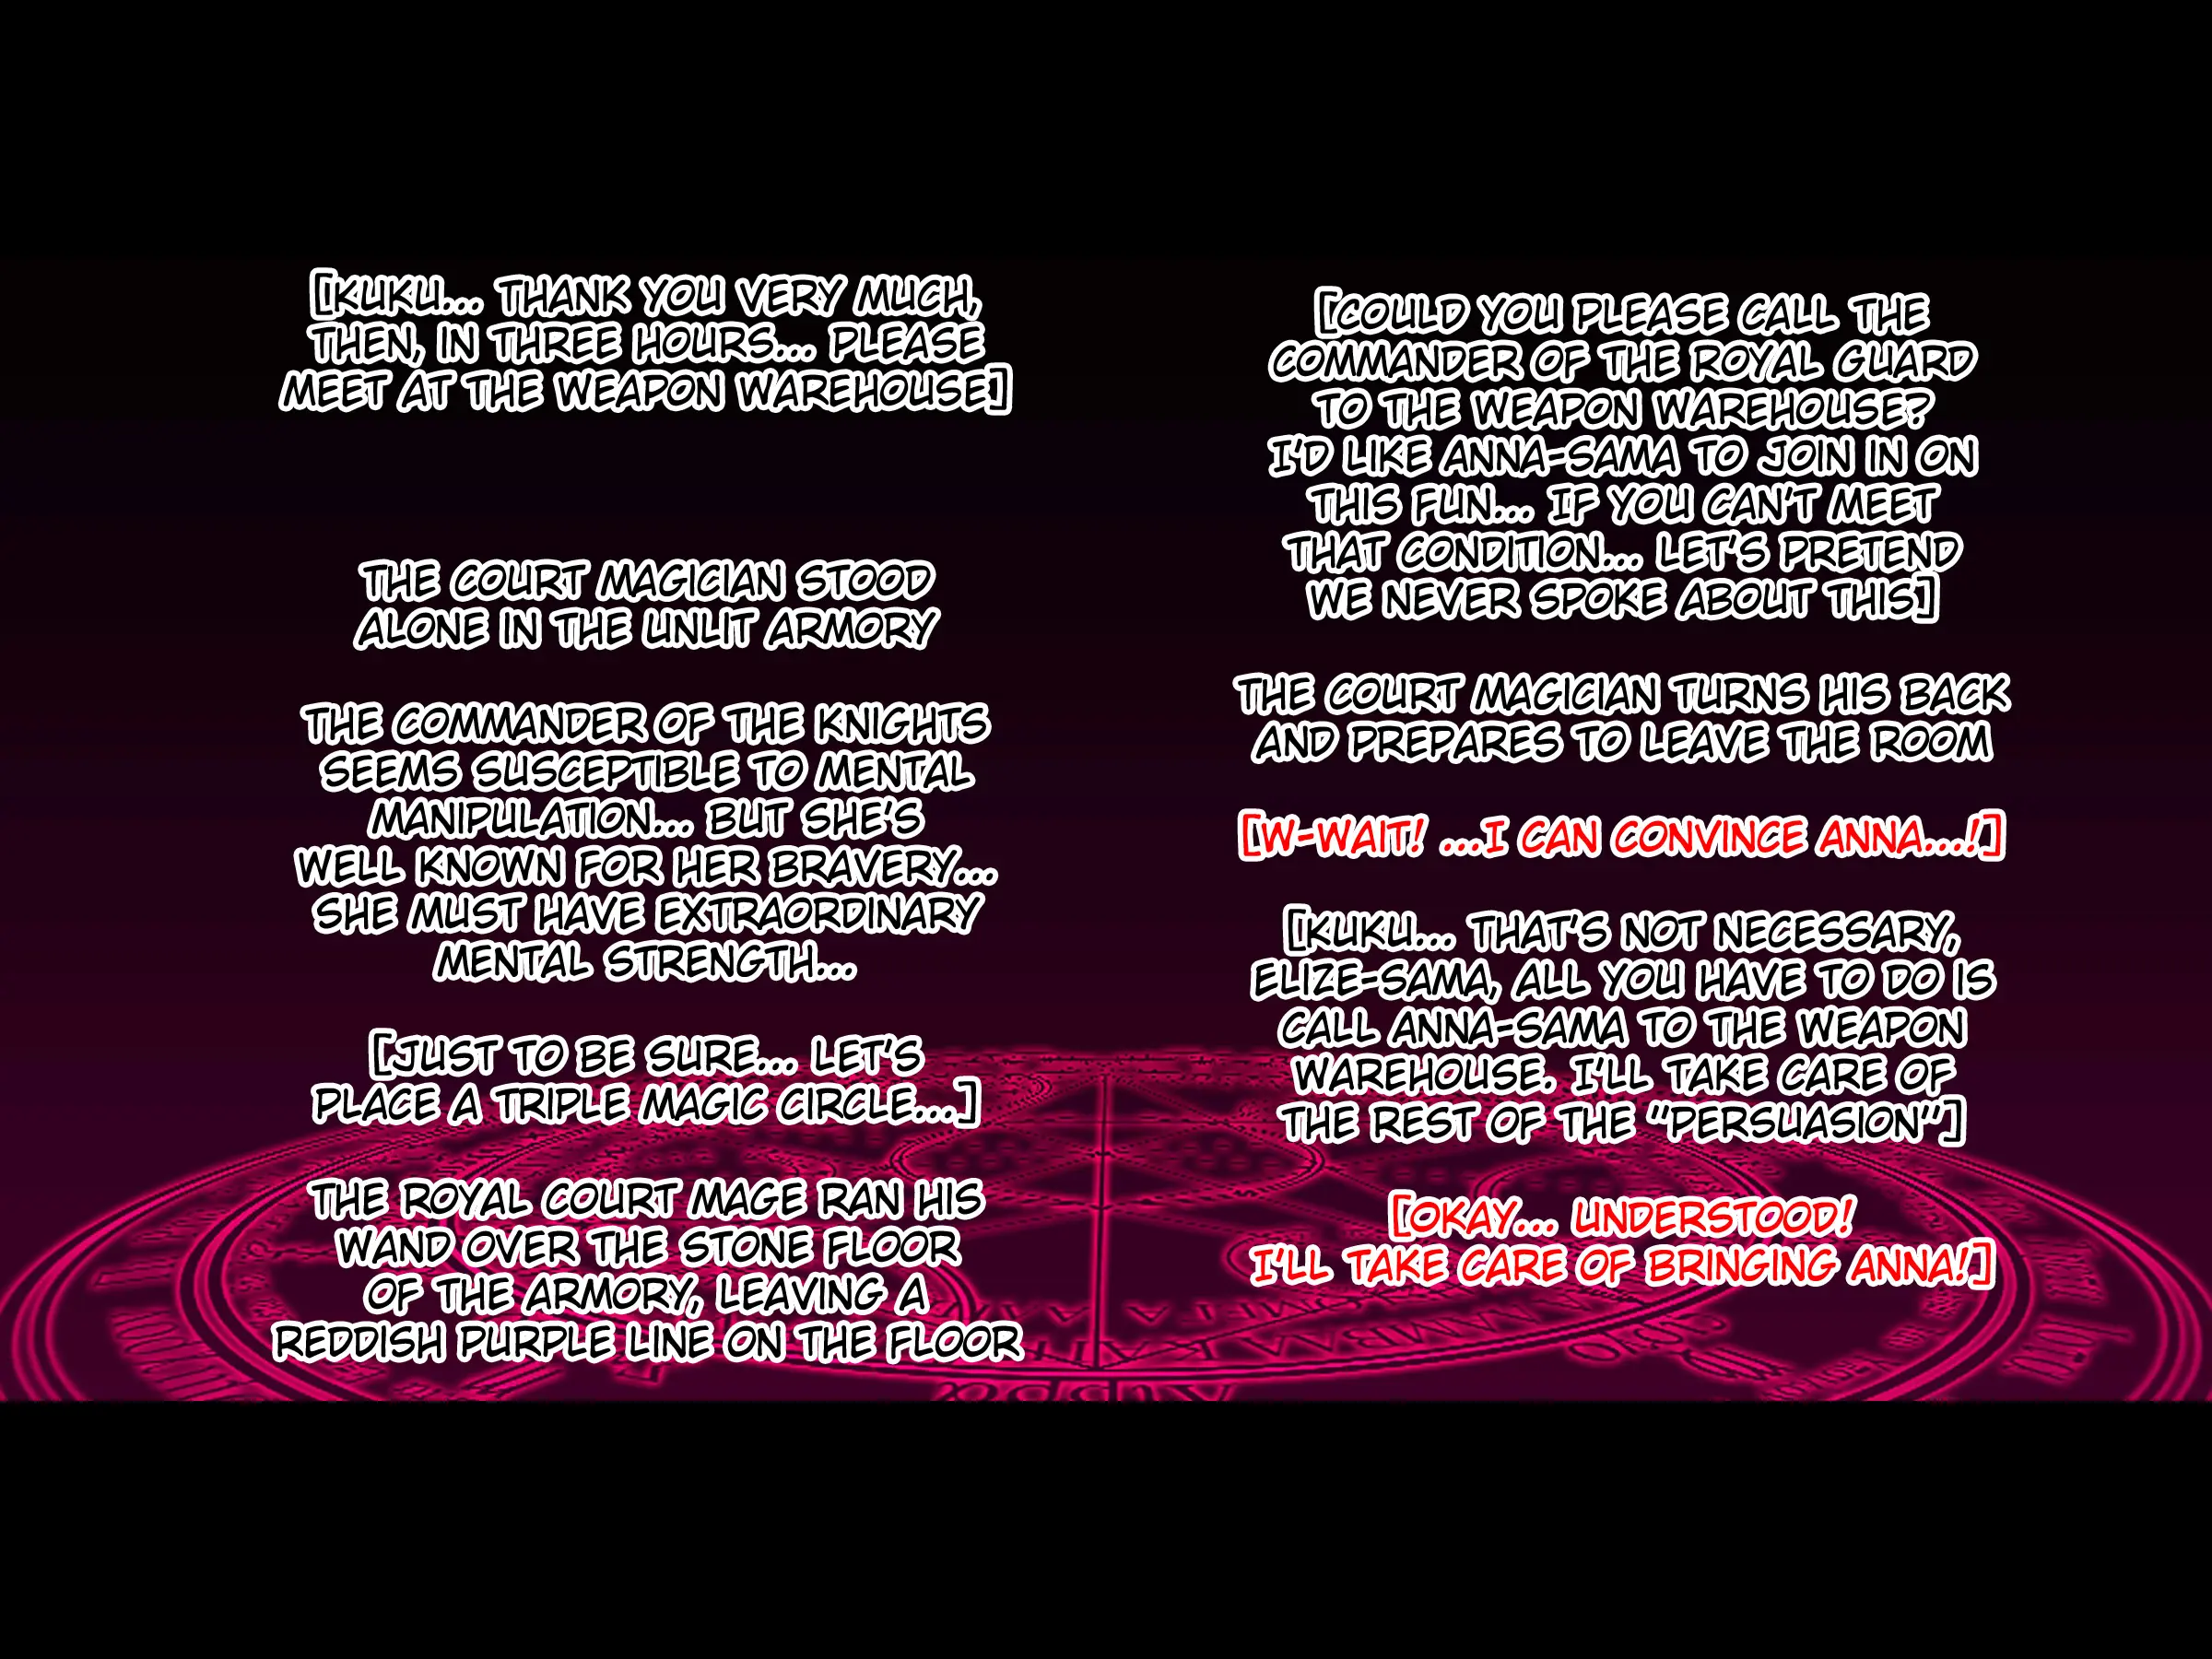 [COULD YOU PLEASE CALL THE
COMMANDER OF THE ROYAL GUARD
TO THE WEAPON WAREHOUSE?
I'D LIKE ANNA-SAMA TO JOIN IN ON
THIS FUN... IF YOU CAN'T MEET
THAT CONDITION... LET'S PRETEND
WE NEVER SPOKE ABOUT THIS]
THE COURT MAGICIAN TURNS HIS BACK
AND PREPARES TO LEAVE THE ROOM
[W-WAIT! ...I CAN CONVINCE ANNA...!]
[KUKU... THAT'S NOT NECESSARY,
ELIZE-SAMA, ALL YOU HAVE TO DO IS
CALL ANNA-SAMA TO THE WEAPON
WAREHOUSE. I'LL TAKE CARE OF
THE REST OF THE "PERSUASION"]
[OKAY... UNDERSTOOD!
I'LL TAKE CARE OF BRINGING ANNA!]
[KUKU... THANK YOU VERY MUCH,
THEN, IN THREE HOURS... PLEASE
MEET AT THE WEAPON WAREHOUSE]
THE COURT MAGICIAN STOOD
ALONE IN THE UNLIT ARMORY
THE COMMANDER OF THE KNIGHTS
SEEMS SUSCEPTIBLE TO MENTAL
MANIPULATION... BUT SHE'S
WELL KNOWN FOR HER BRAVERY...
SHE MUST HAVE EXTRAORDINARY
MENTAL STRENGTH...
[JUST TO BE SURE... LET'S
PLACE A TRIPLE MAGIC CIRCLE...]
THE ROYAL COURT MAGE RAN HIS
WAND OVER THE STONE FLOOR
OF THE ARMORY, LEAVING A
REDDISH PURPLE LINE ON THE FLOOR